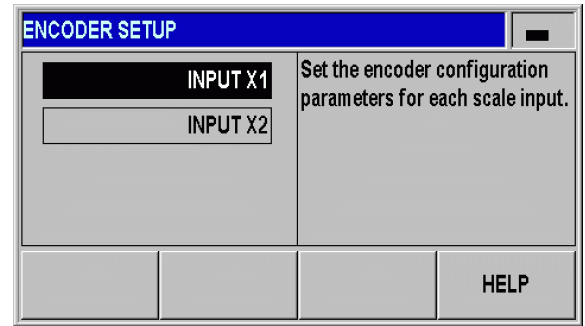 ENCODER SETUP
INPUT X1
INPUT X2
Set the encoder configuration
parameters for each scale input.
HELP